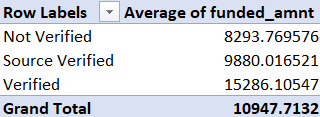 Row Labels Average of funded_amnt
Not Verified 8293.769576
Source Verified 9880.016521
Verified 15286.10547
Grand Total 10947.7132